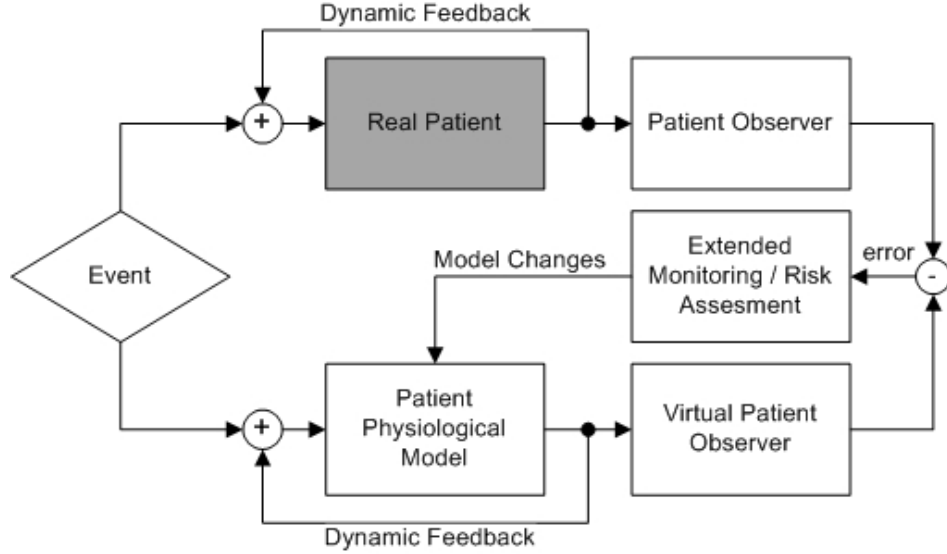 Dynamic Feedback
+
Real Patient
Patient Observer
Event
Model Changes
Extended
Monitoring / Risk
Assesment
error
-
+
Patient
Physiological
Model
Virtual Patient
Observer
Dynamic Feedback